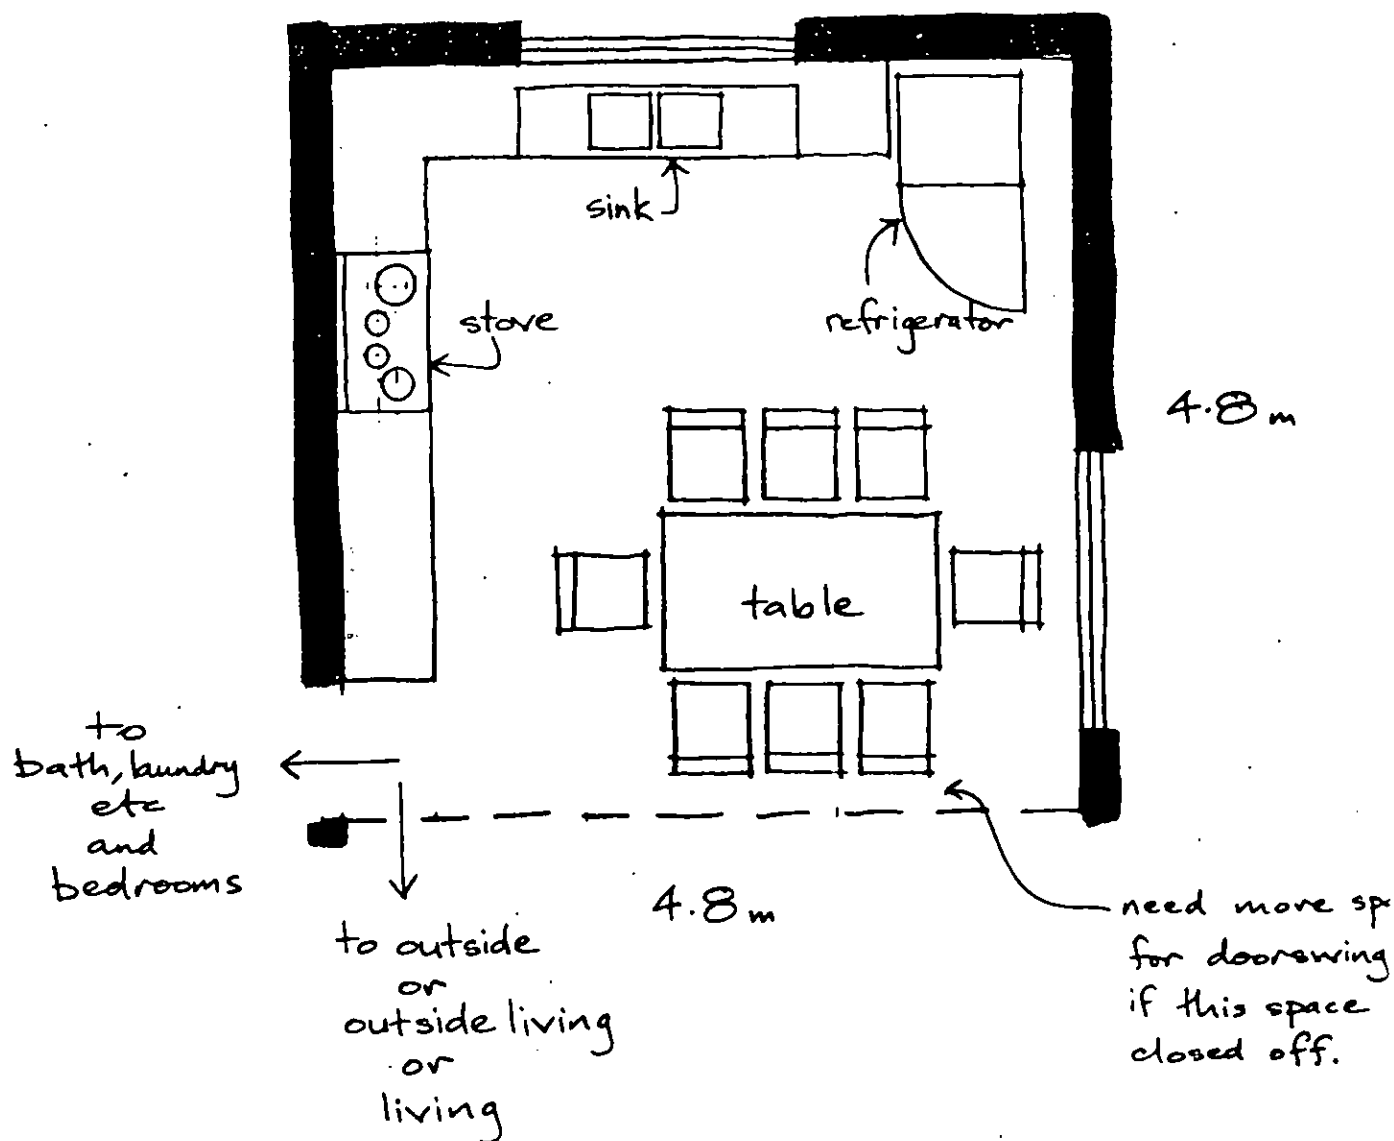 sink
stove
refrigerator
4.8 m
table
to
bath, laundry
etc
and
bedrooms
4.8 m
to outside
or
outside living
or
living
need more
for doorswing
if this space
closed off.